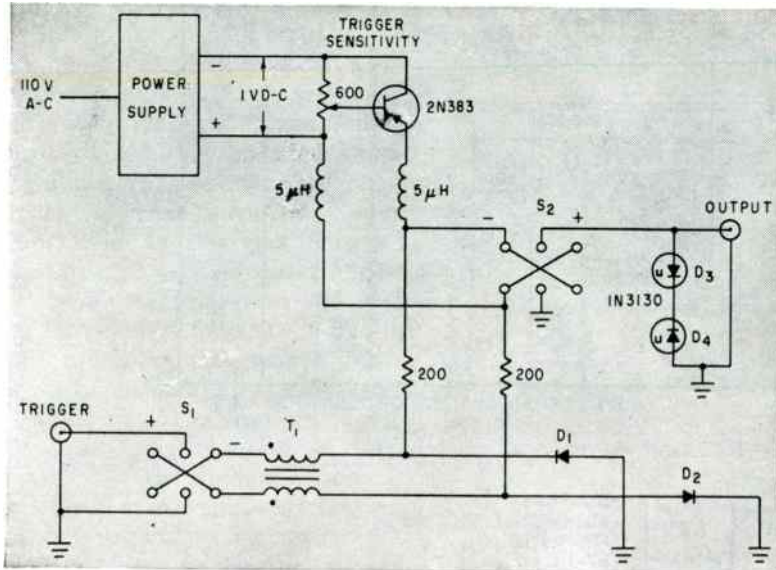 TRIGGER
SENSITIVITY
110 V
A-C
POWER
SUPPLY
-
1 V D-C
+
600
2N383
5 µH
5 µH
-
S2
+
OUTPUT
u
D3
1N3130
u
D4
200
200
TRIGGER
+
S1
-
T1
D1
D2